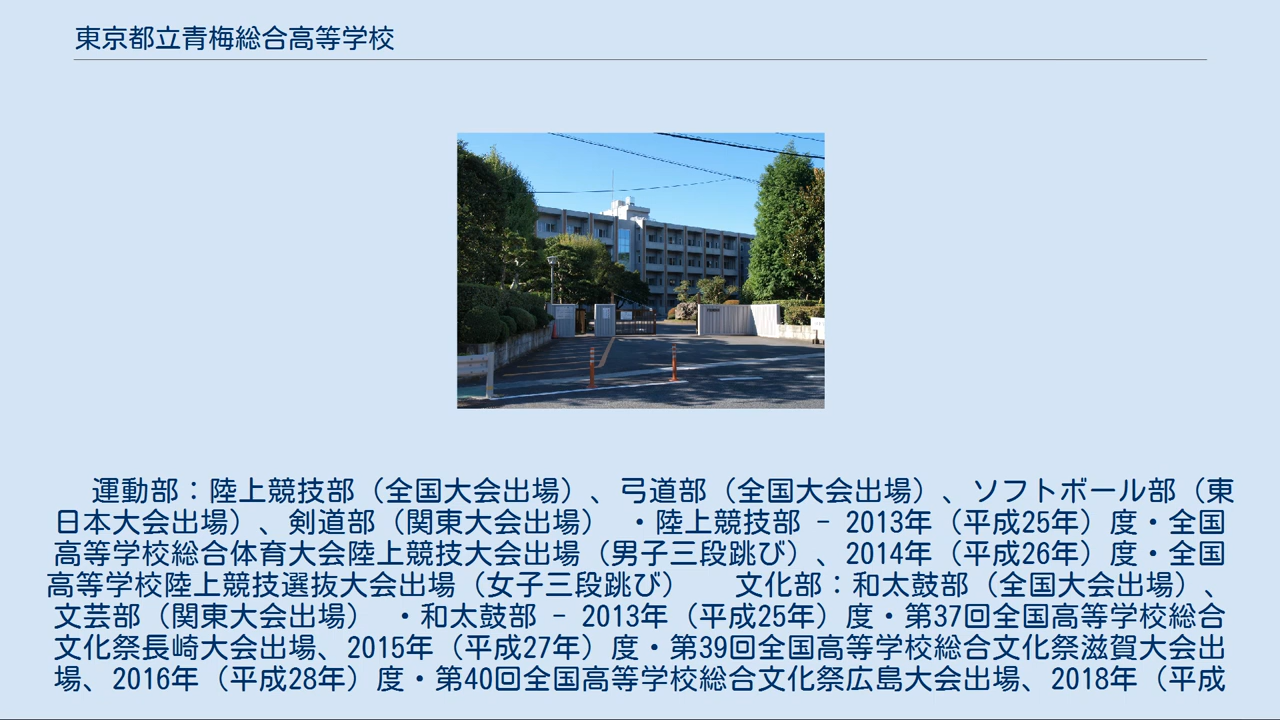 東京都立青梅総合高等学校
運動部：陸上競技部（全国大会出場）、弓道部（全国大会出場）、ソフトボール部（東
日本大会出場）、剣道部（関東大会出場）　・陸上競技部 － 2013年（平成25年）度・全国
高等学校総合体育大会陸上競技大会出場（男子三段跳び）、2014年（平成26年）度・全国
高等学校陸上競技選抜大会出場（女子三段跳び）　　文化部：和太鼓部（全国大会出場）、
文芸部（関東大会出場）　・和太鼓部 － 2013年（平成25年）度・第37回全国高等学校総合
文化祭長崎大会出場、2015年（平成27年）度・第39回全国高等学校総合文化祭滋賀大会出
場、2016年（平成28年）度・第40回全国高等学校総合文化祭広島大会出場、2018年（平成